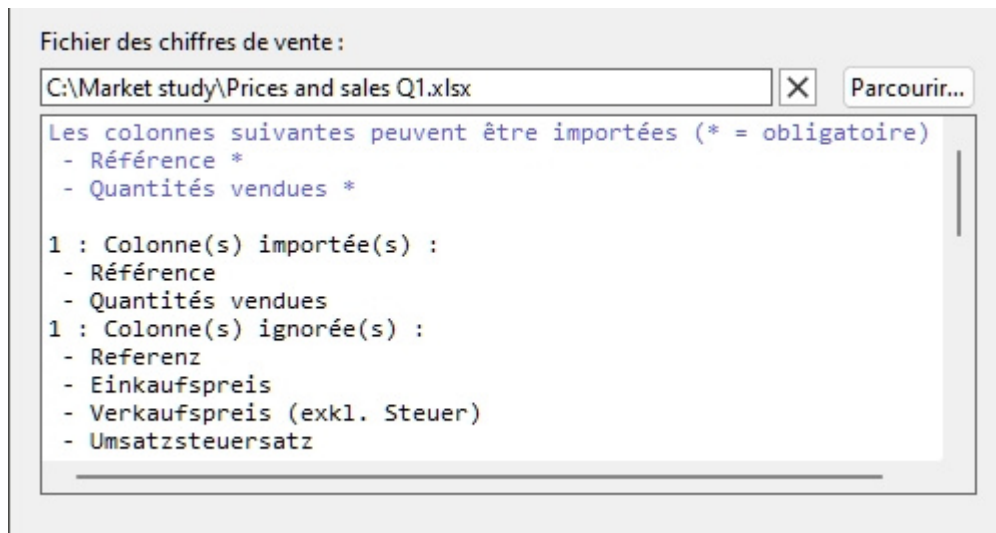 Fichier des chiffres de vente :
C:\Market study\Prices and sales Q1.xlsx
Parcourir...
Les colonnes suivantes peuvent être importées (* = obligatoire)
- Référence *
- Quantités vendues *
1 : Colonne(s) importée(s) :
- Référence
- Quantités vendues
1 : Colonne(s) ignorée(s) :
- Referenz
- Einkaufspreis
- Verkaufspreis (exkl. Steuer)
- Umsatzsteuersatz